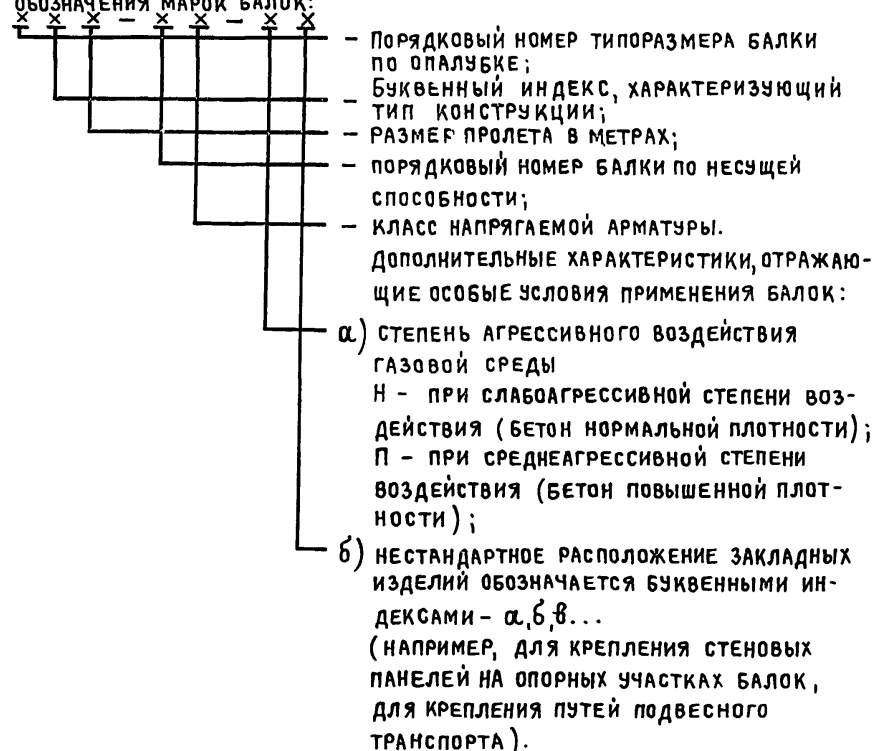 ОБОЗНАЧЕНИЯ МАРОК БАЛОК:
X X X – X X – X X
– ПОРЯДКОВЫЙ НОМЕР ТИПОРАЗМЕРА БАЛКИ
ПО ОПАЛУБКЕ;
– БУКВЕННЫЙ ИНДЕКС, ХАРАКТЕРИЗУЮЩИЙ
ТИП КОНСТРУКЦИИ;
– РАЗМЕР ПРОЛЕТА В МЕТРАХ;
– ПОРЯДКОВЫЙ НОМЕР БАЛКИ ПО НЕСУЩЕЙ
СПОСОБНОСТИ;
– КЛАСС НАПРЯГАЕМОЙ АРМАТУРЫ.
ДОПОЛНИТЕЛЬНЫЕ ХАРАКТЕРИСТИКИ, ОТРАЖАЮ-
ЩИЕ ОСОБЫЕ УСЛОВИЯ ПРИМЕНЕНИЯ БАЛОК:
а) СТЕПЕНЬ АГРЕССИВНОГО ВОЗДЕЙСТВИЯ
ГАЗОВОЙ СРЕДЫ
Н – ПРИ СЛАБОАГРЕССИВНОЙ СТЕПЕНИ ВОЗ-
ДЕЙСТВИЯ (БЕТОН НОРМАЛЬНОЙ ПЛОТНОСТИ);
П – ПРИ СРЕДНЕАГРЕССИВНОЙ СТЕПЕНИ
ВОЗДЕЙСТВИЯ (БЕТОН ПОВЫШЕННОЙ ПЛОТ-
НОСТИ);
б) НЕСТАНДАРТНОЕ РАСПОЛОЖЕНИЕ ЗАКЛАДНЫХ
ИЗДЕЛИЙ ОБОЗНАЧАЕТСЯ БУКВЕННЫМИ ИН-
ДЕКСАМИ – а, б, в...
(НАПРИМЕР, ДЛЯ КРЕПЛЕНИЯ СТЕНОВЫХ
ПАНЕЛЕЙ НА ОПОРНЫХ УЧАСТКАХ БАЛОК,
ДЛЯ КРЕПЛЕНИЯ ПУТЕЙ ПОДВЕСНОГО
ТРАНСПОРТА).